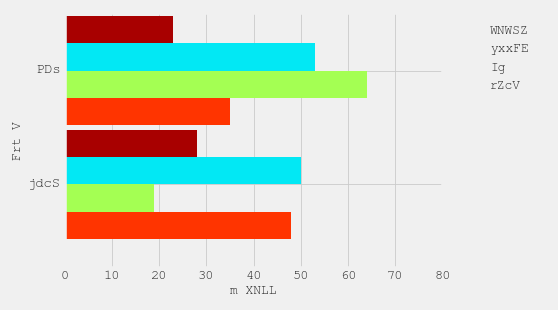 WNWSZ
yxxFE
Ig
rZcV
PDs
jdcS
Frt V
0 10 20 30 40 50 60 70 80
m XNLL